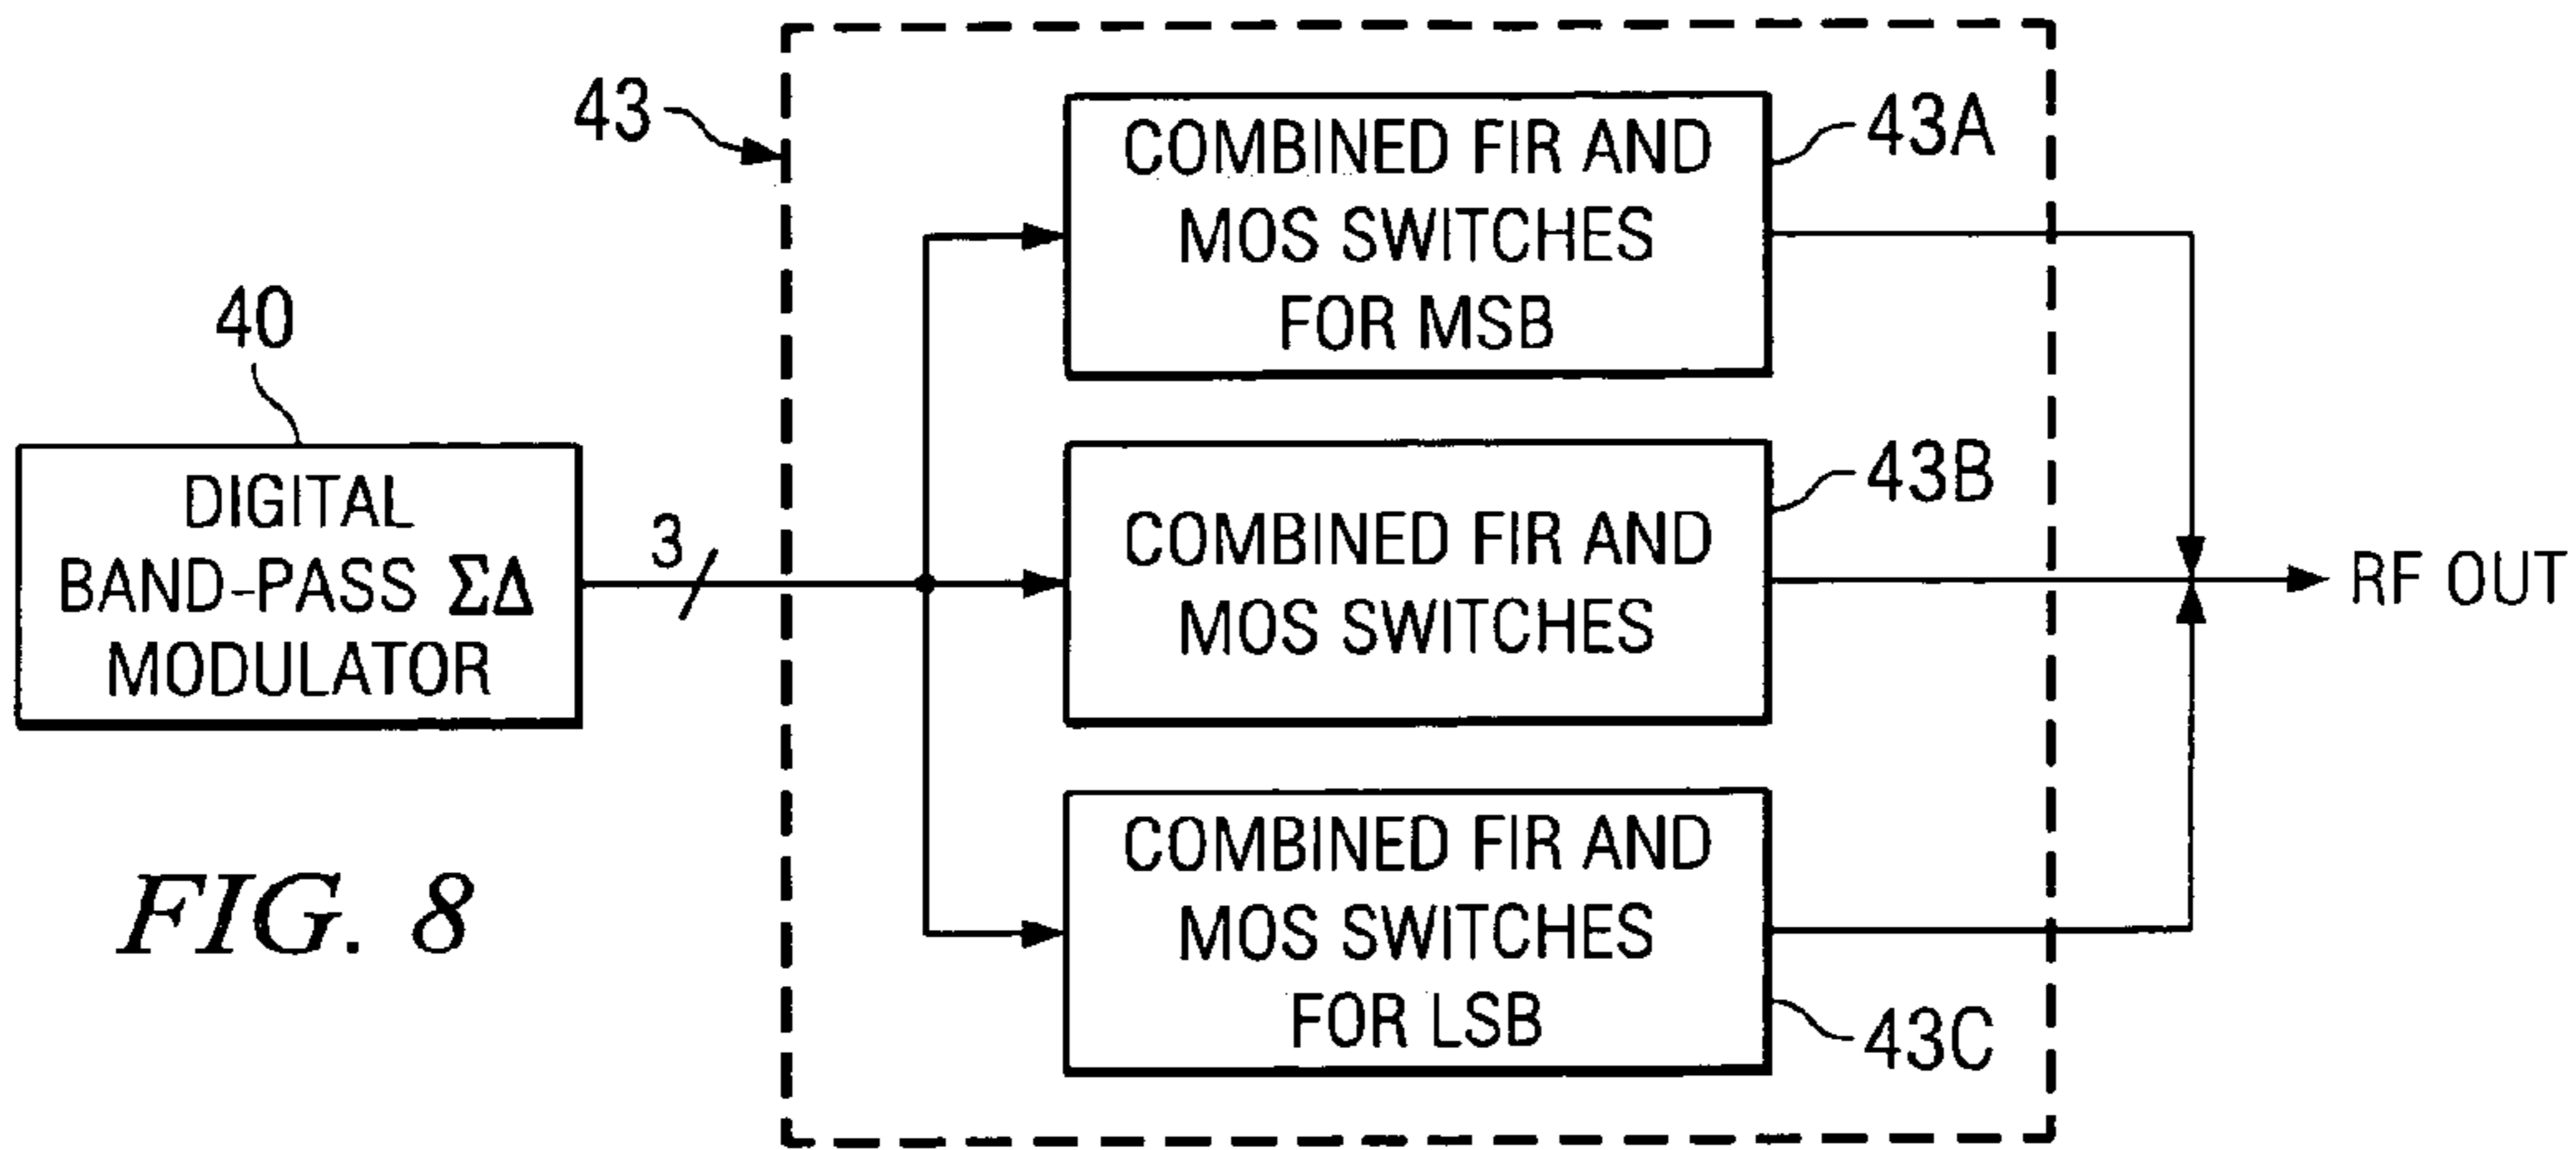 43
COMBINED FIR AND
MOS SWITCHES
FOR MSB
43A
40
DIGITAL
BAND-PASS ΣΔ
MODULATOR
3
COMBINED FIR AND
MOS SWITCHES
43B
RF OUT
COMBINED FIR AND
MOS SWITCHES
FOR LSB
43C
FIG. 8